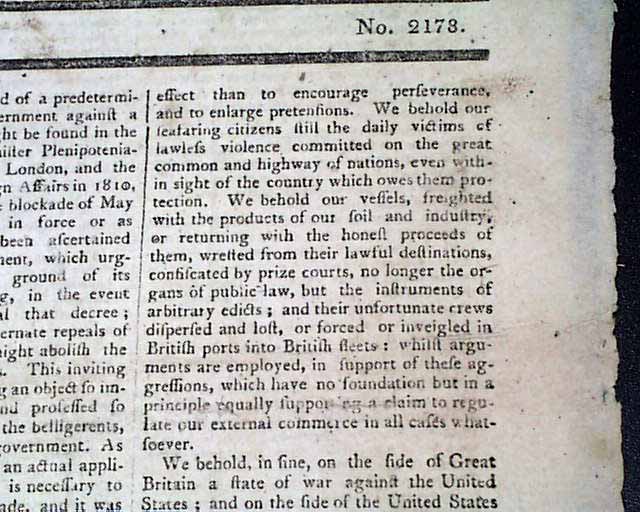 No. 2173.
d of a predetermi-
ernment against a
ght be found in the
nister Plenipotenia-
London, and the
gn Affairs in 1810,
e blockade of May
in force or as
been aſcertained
ment, which urg-
ground of its
g, in the event
al that decree ;
ernate repeals of
might aboliſh the
s. This inviting
g an object ſo im-
nd profeſſed ſo
the belligerents,
government. As
an actual appli-
is neceſſary to
ade, and it was
effect than to encourage perſeverance,
and to enlarge pretenſions. We behold our
ſeafaring citizens ſtill the daily victims of
lawleſs violence committed on the great
common and highway of nations, even with-
in sight of the country which owes them pro-
tection. We behold our veſſels, freighted
with the products of our ſoil and induſtry,
or returning with the honeſt proceeds of
them, wreſted from their lawful deſtinations,
confiſcated by prize courts, no longer the or-
gans of public law, but the inſtruments of
arbitrary edicts ; and their unfortunate crews
diſperſed and loſt, or forced or inveigled in
Britiſh ports into Britiſh fleets : whilſt argu-
ments are employed, in ſupport of theſe ag-
greſſions, which have no foundation but in a
principle equally ſupporting a claim to regu-
late our external commerce in all caſes what-
ſoever.
We behold, in fine, on the ſide of Great
Britain a ſtate of war againſt the United
States ; and on the ſide of the United States